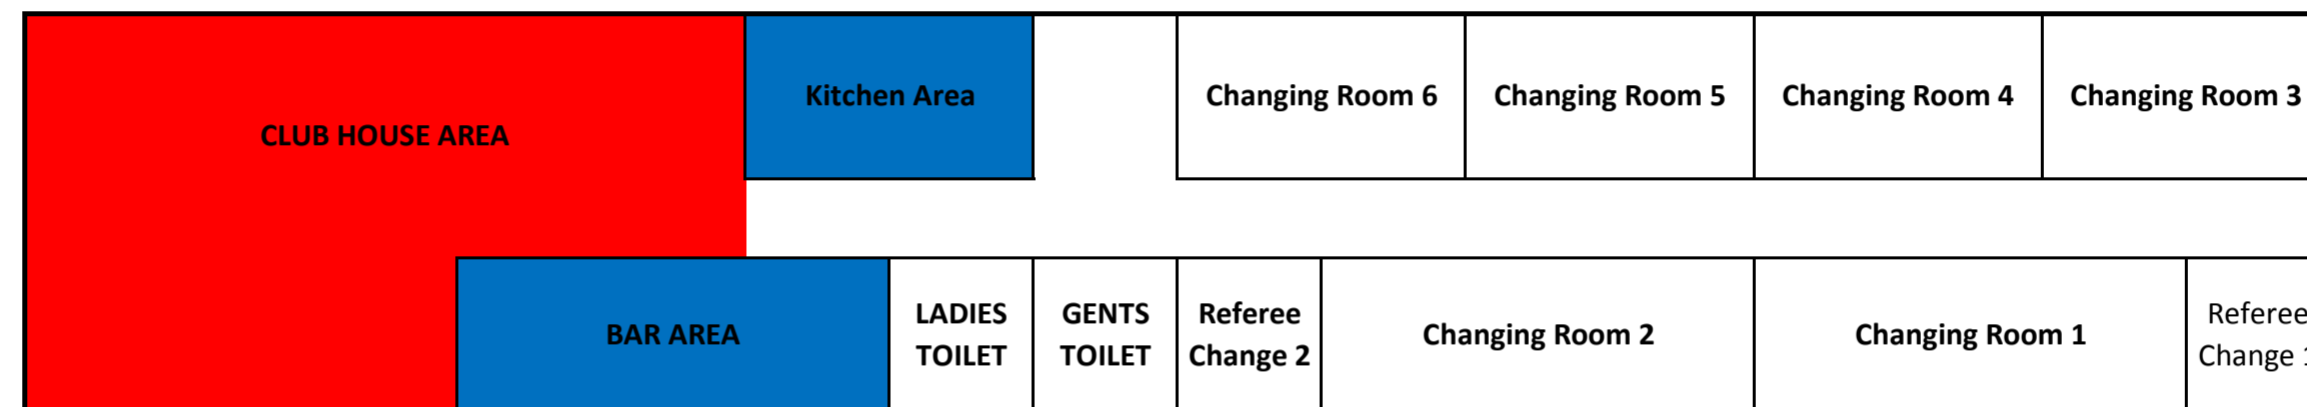 Kitchen Area
Changing Room 6
Changing Room 5
Changing Room 4
Changing Room 3
CLUB HOUSE AREA
BAR AREA
LADIES
TOILET
GENTS
TOILET
Referee
Change 2
Changing Room 2
Changing Room 1
Referee
Change 1